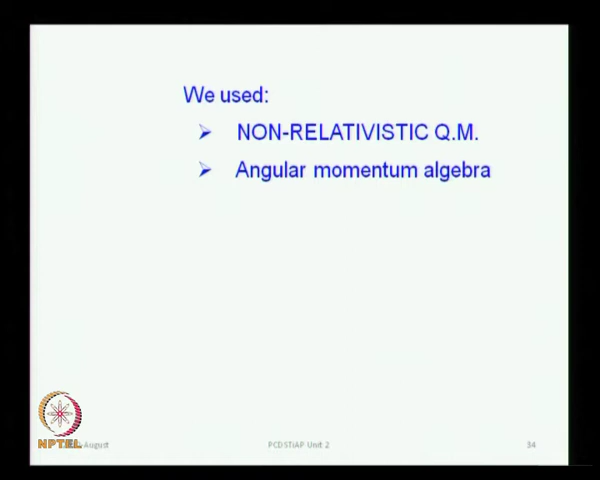 We used:
➢ NON-RELATIVISTIC Q.M.
➢ Angular momentum algebra
NPTEL
-August
PCDSTiAP Unit 2
34